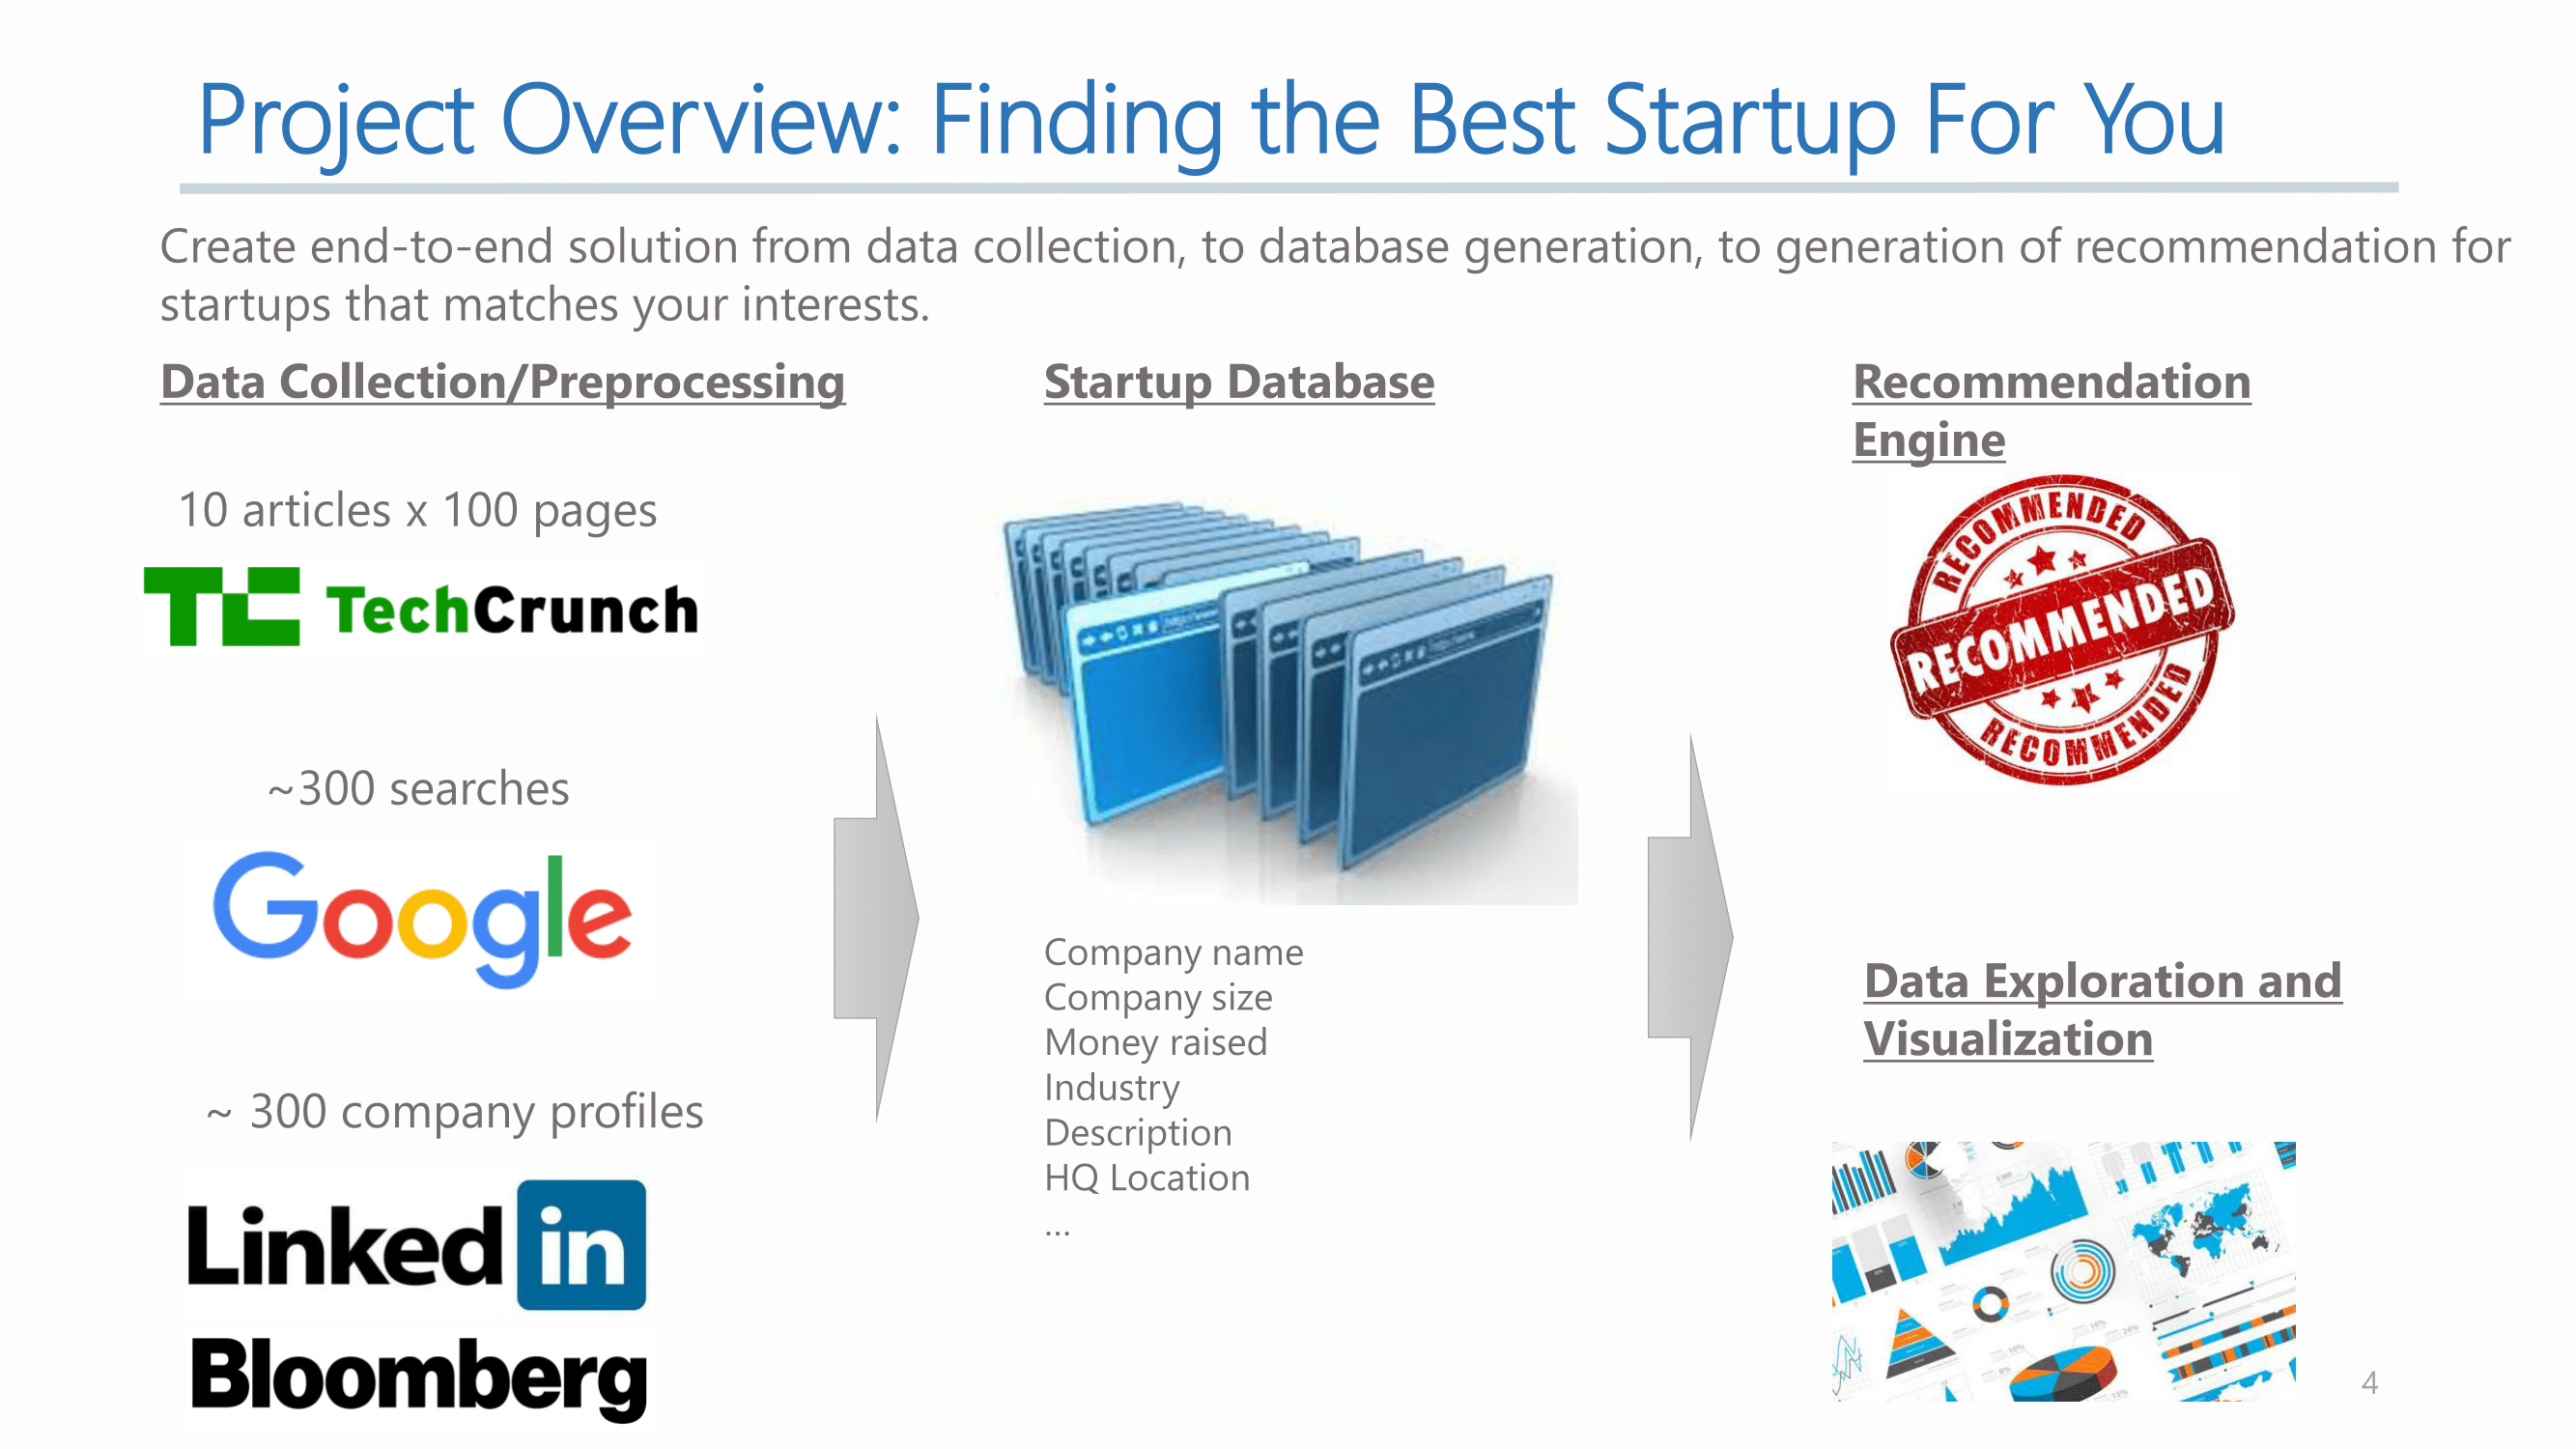 Project Overview: Finding the Best Startup For You
Create end-to-end solution from data collection, to database generation, to generation of recommendation for
startups that matches your interests.
Data Collection/Preprocessing
10 articles x 100 pages
TC TechCrunch
~300 searches
Google
~ 300 company profiles
Linked in
Bloomberg
Startup Database
Company name
Company size
Money raised
Industry
Description
HQ Location
...
Recommendation
Engine
RECOMMENDED
RECOMMENDED
RECOMMENDED
Data Exploration and
Visualization
4